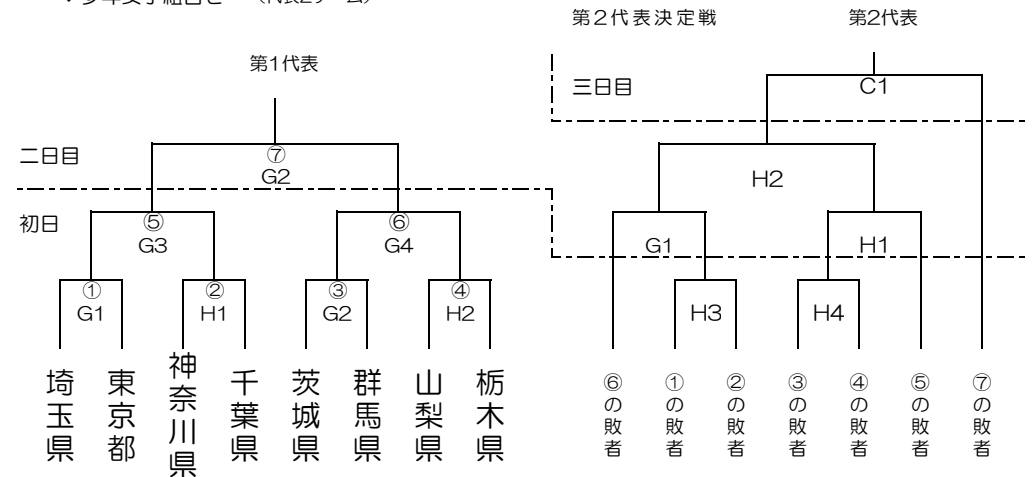 第2代表決定戦
第2代表
第1代表
三日目
C1
二日目
⑦
G2
H2
初日
⑤
G3
⑥
G4
G1
H1
①
G1
②
H1
③
G2
④
H2
H3
H4
埼玉県
東京都
神奈川県
千葉県
茨城県
群馬県
山梨県
栃木県
⑥の敗者
①の敗者
②の敗者
③の敗者
④の敗者
⑤の敗者
⑦の敗者